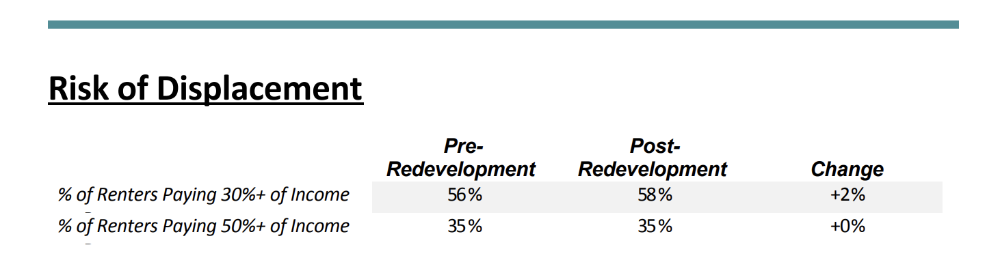 Risk of Displacement
Pre-Redevelopment Post-Redevelopment Change
% of Renters Paying 30%+ of Income 56% 58% +2%
% of Renters Paying 50%+ of Income 35% 35% +0%